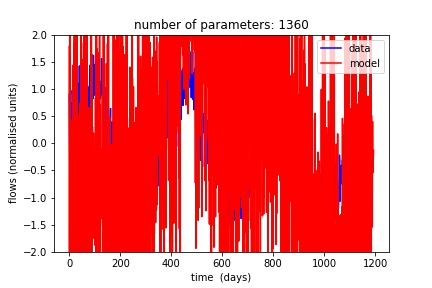 number of parameters: 1360
data
model
flows (normalised units)
2.0
1.5
1.0
0.5
0.0
−0.5
−1.0
−1.5
−2.0
0 200 400 600 800 1000 1200
time (days)